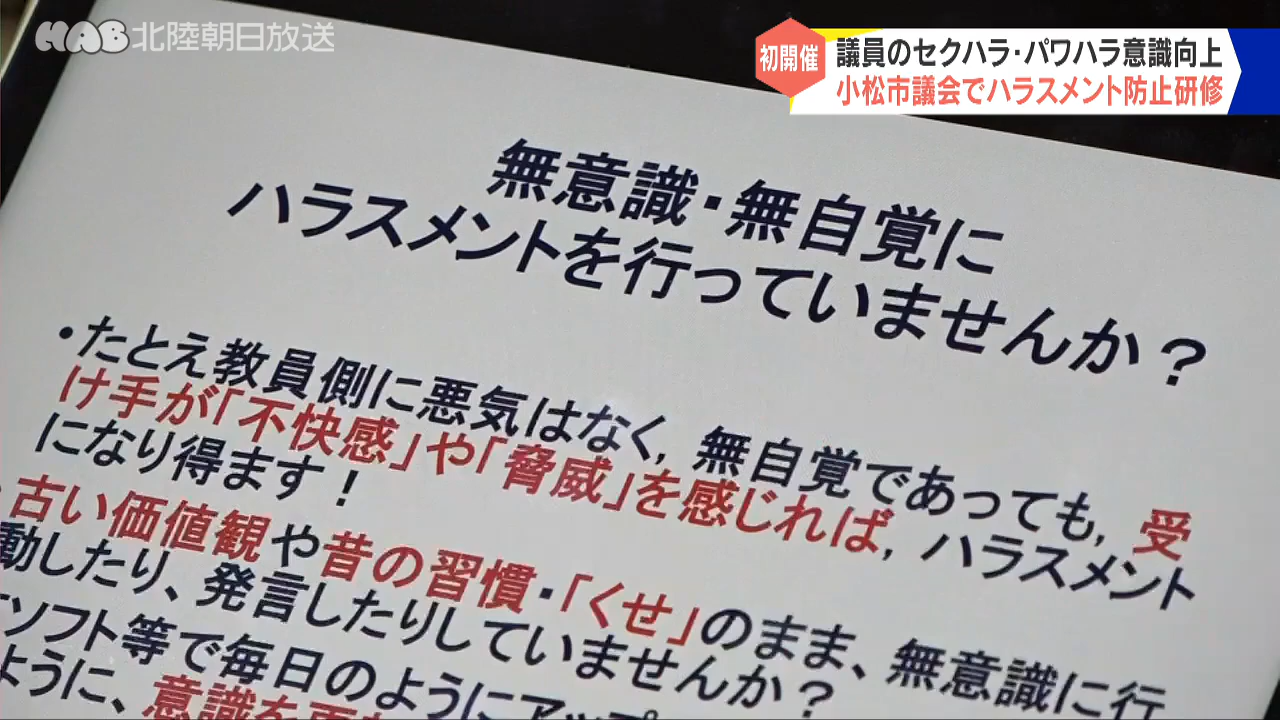 HAB北陸朝日放送
初開催
議員のセクハラ・パワハラ意識向上
小松市議会でハラスメント防止研修
無意識・無自覚に
ハラスメントを行っていませんか？
・たとえ教員側に悪気はなく，無自覚であっても，受
け手が「不快感」や「脅威」を感じれば，ハラスメント
になり得ます！
古い価値観や昔の習慣・「くせ」のまま、無意識に行
動したり、発言したりしていませんか？
ソフト等で毎日のようにアップ
ように、意識を